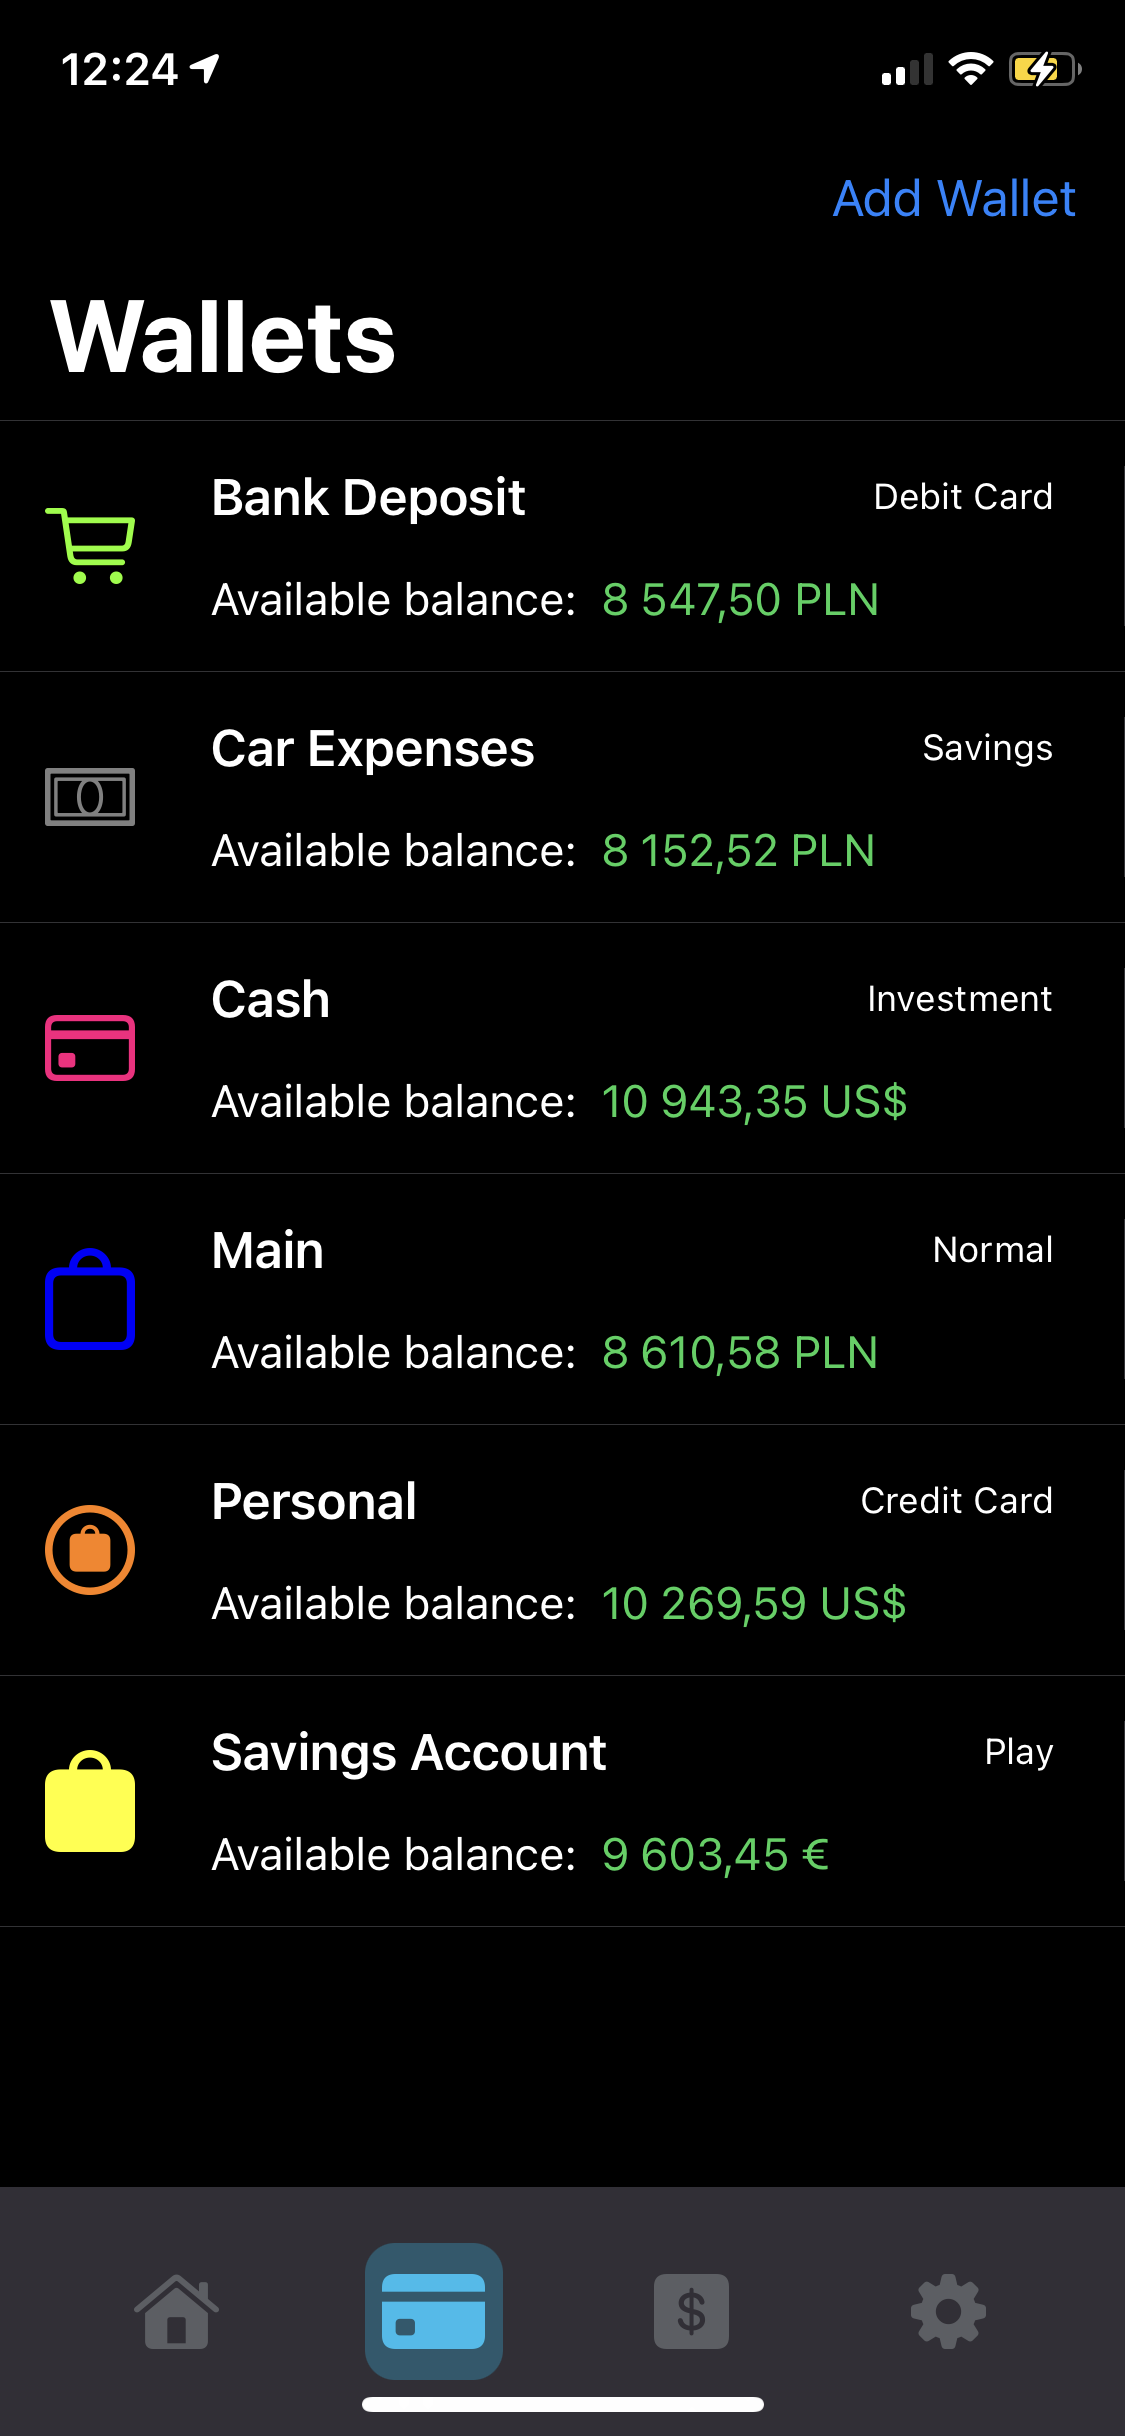 12:24
Add Wallet
Wallets
Bank Deposit Debit Card
Available balance: 8 547,50 PLN
Car Expenses Savings
Available balance: 8 152,52 PLN
Cash Investment
Available balance: 10 943,35 US$
Main Normal
Available balance: 8 610,58 PLN
Personal Credit Card
Available balance: 10 269,59 US$
Savings Account Play
Available balance: 9 603,45 €
$